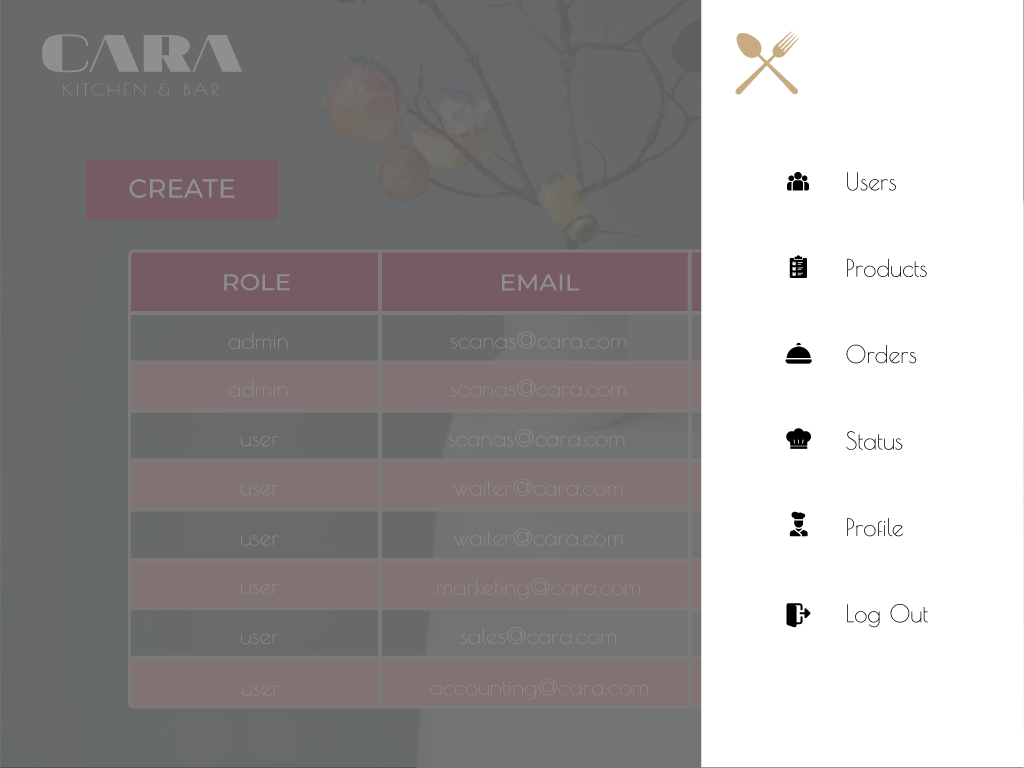 CARA
KITCHEN & BAR
CREATE
ROLE EMAIL
admin scanas@cara.com
admin scanas@cara.com
user scanas@cara.com
user waiter@cara.com
user waiter@cara.com
user marketing@cara.com
user sales@cara.com
user accounting@cara.com
Users
Products
Orders
Status
Profile
Log Out